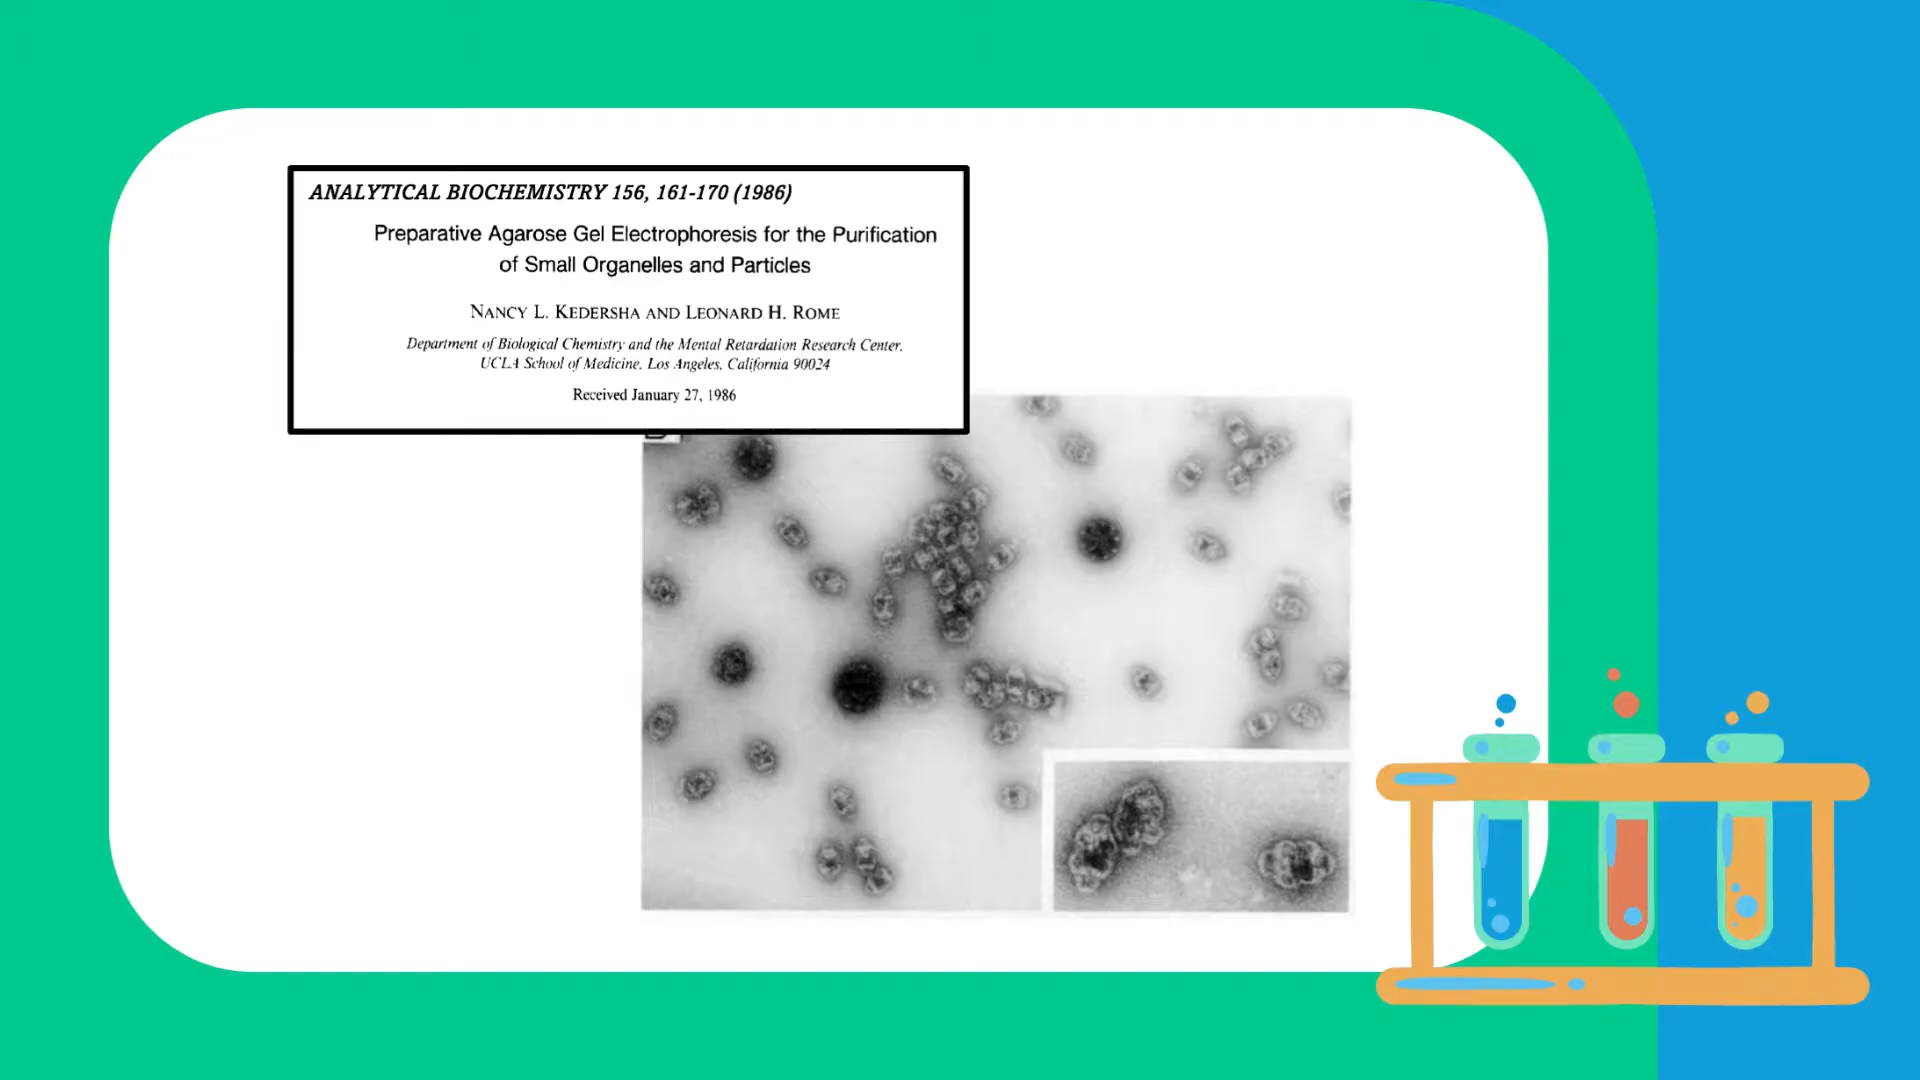 ANALYTICAL BIOCHEMISTRY 156, 161-170 (1986)
Preparative Agarose Gel Electrophoresis for the Purification
of Small Organelles and Particles
NANCY L. KEDERSHA AND LEONARD H. ROME
Department of Biological Chemistry and the Mental Retardation Research Center,
UCLA School of Medicine, Los Angeles, California 90024
Received January 27, 1986